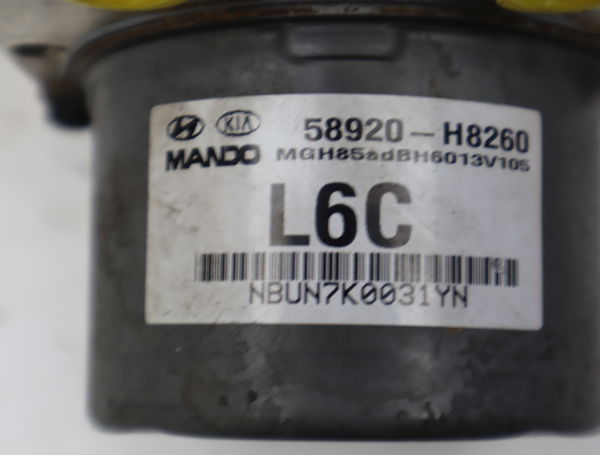 KIA 58920-H8260
MANDO MGH85adBH6013V105
L6C
NBUN7K0031YN